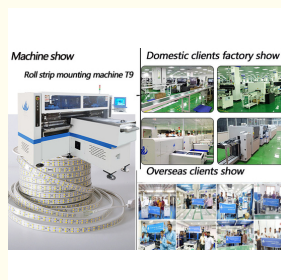 Machine show
Roll strip mounting machine T9
Domestic clients factory show
Overseas clients show